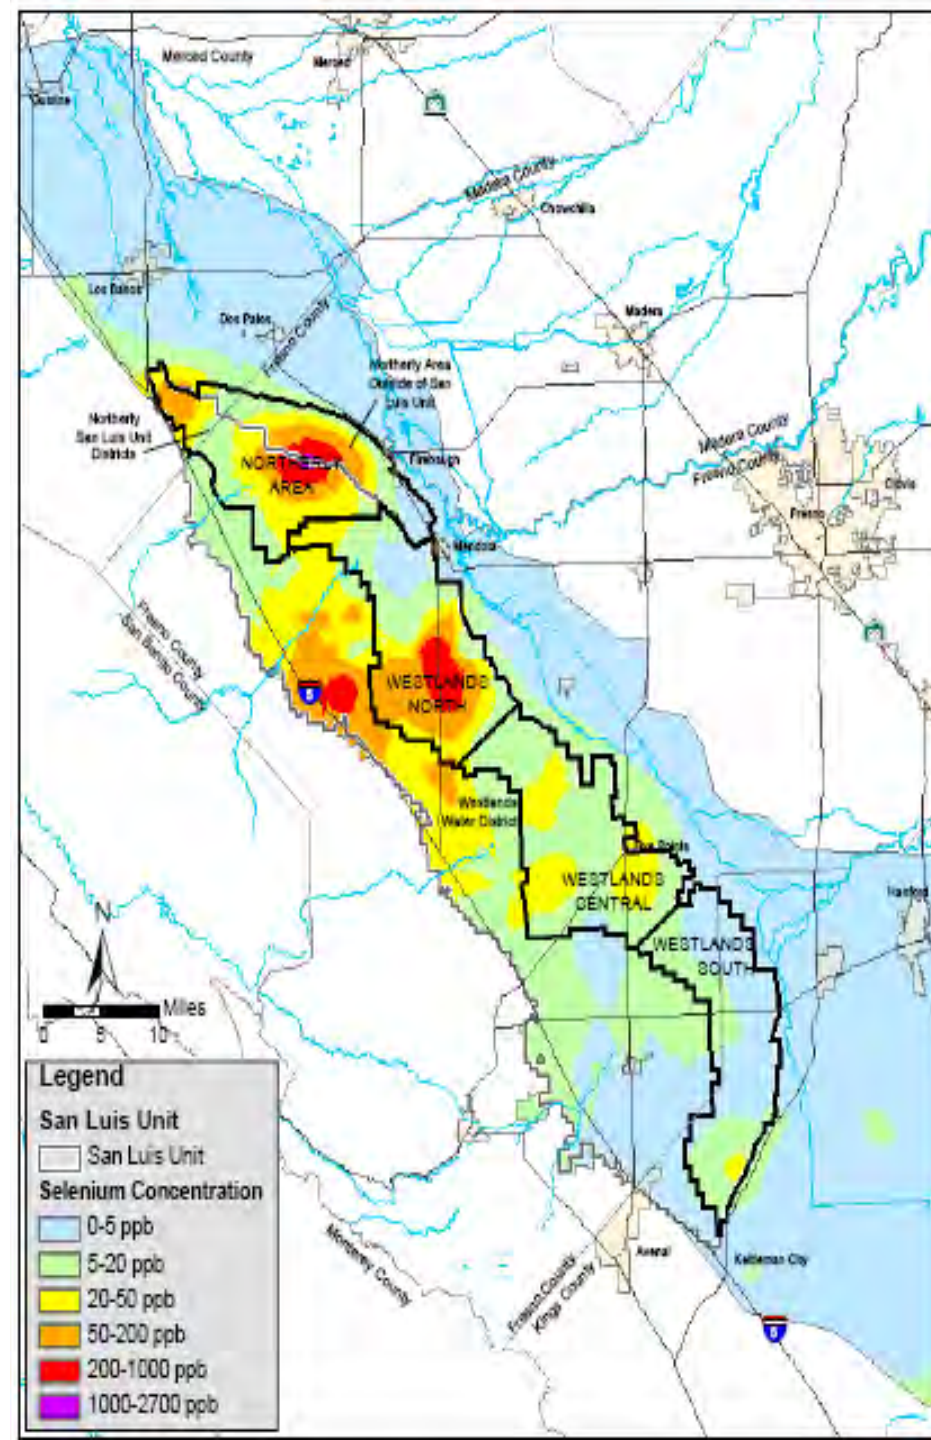 Merced County
Merced
Gustine
Madera County
Chowchilla
Los Banos
Dos Palos
Fresno County
Madera
Northerly Area
Outside of San
Luis Unit
Northerly
San Luis Unit
Districts
Firebaugh
NORTHERLY
AREA
Madera County
Fresno County
Clovis
Fresno
Mendota
Fresno County
San Benito County
5
WESTLANDS
NORTH
Westlands
Water District
Five Points
WESTLANDS
CENTRAL
Hanford
WESTLANDS
SOUTH
N
Miles
0 5 10
Legend
San Luis Unit
San Luis Unit
Selenium Concentration
0-5 ppb
5-20 ppb
20-50 ppb
50-200 ppb
200-1000 ppb
1000-2700 ppb
Monterey County
Fresno County
Kings County
Avenal
Kettleman City
5